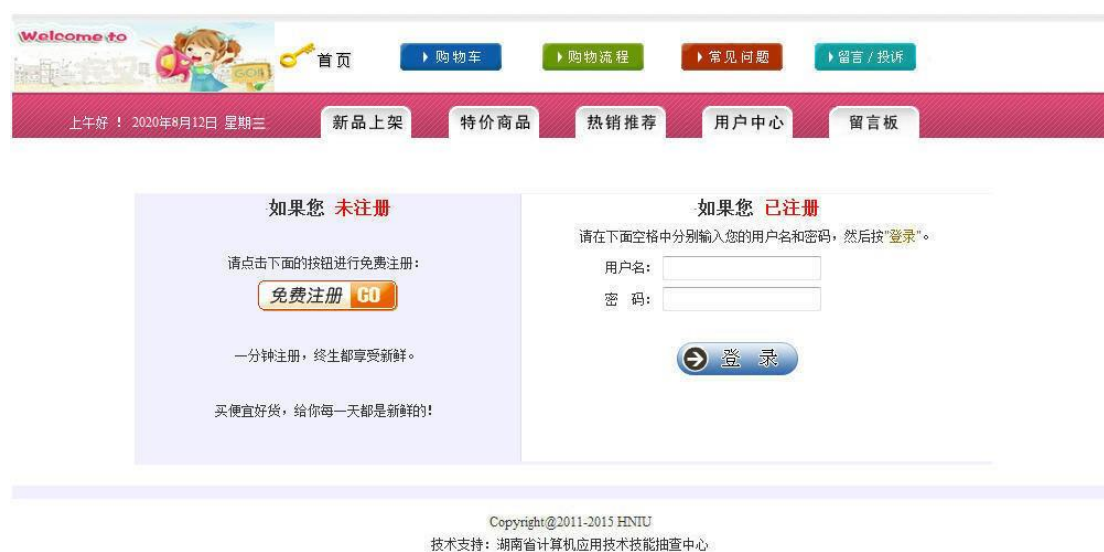 Welcome to
GO!!
首页
购物车
购物流程
常见问题
留言/投诉
上午好 ! 2020年8月12日 星期三
新品上架
特价商品
热销推荐
用户中心
留言板
如果您 未注册
请点击下面的按钮进行免费注册:
免费注册 GO
一分钟注册,终生都享受新鲜。
买便宜好货,给你每一天都是新鲜的!
如果您 已注册
请在下面空格中分别输入您的用户名和密码,然后按"登录"。
用户名:
密 码:
登 录
Copyright@2011-2015 HNIU
技术支持:湖南省计算机应用技术技能抽查中心